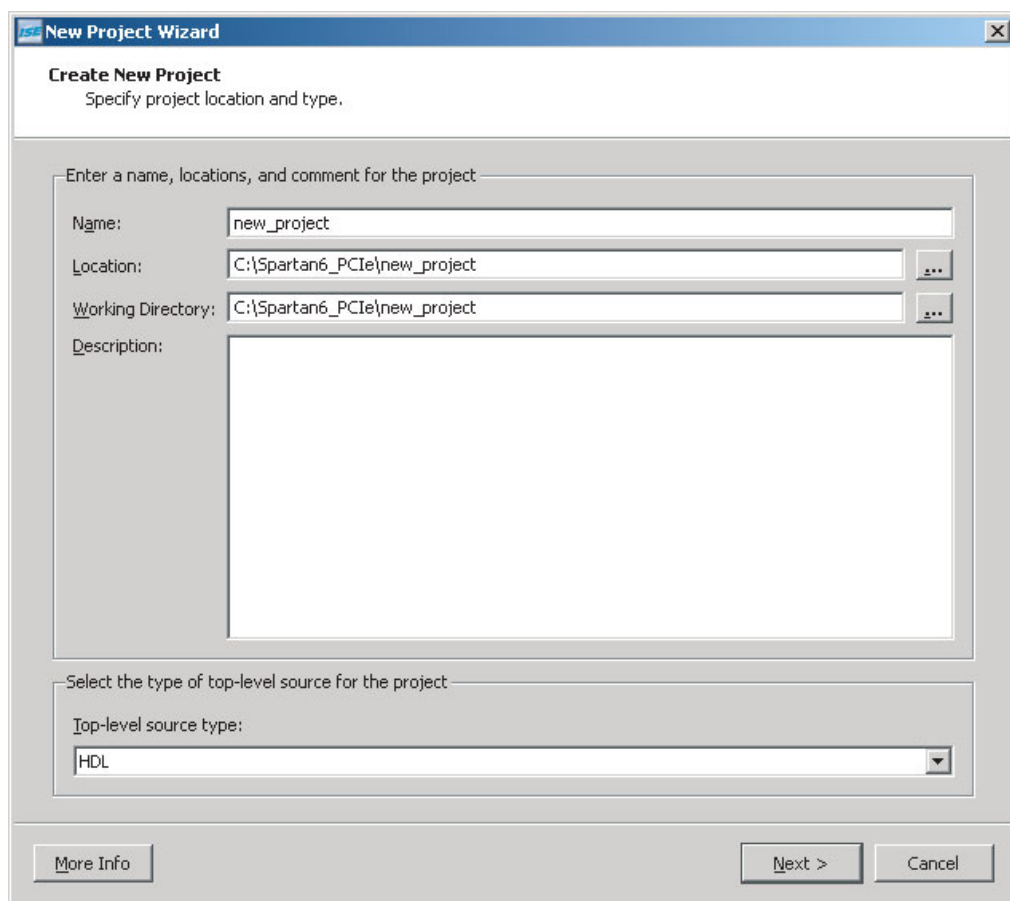 ISE New Project Wizard
Create New Project
Specify project location and type.
Enter a name, locations, and comment for the project
Name: new_project
Location: C:\Spartan6_PCIe\new_project ...
Working Directory: C:\Spartan6_PCIe\new_project ...
Description:
Select the type of top-level source for the project
Top-level source type:
HDL
More Info Next > Cancel